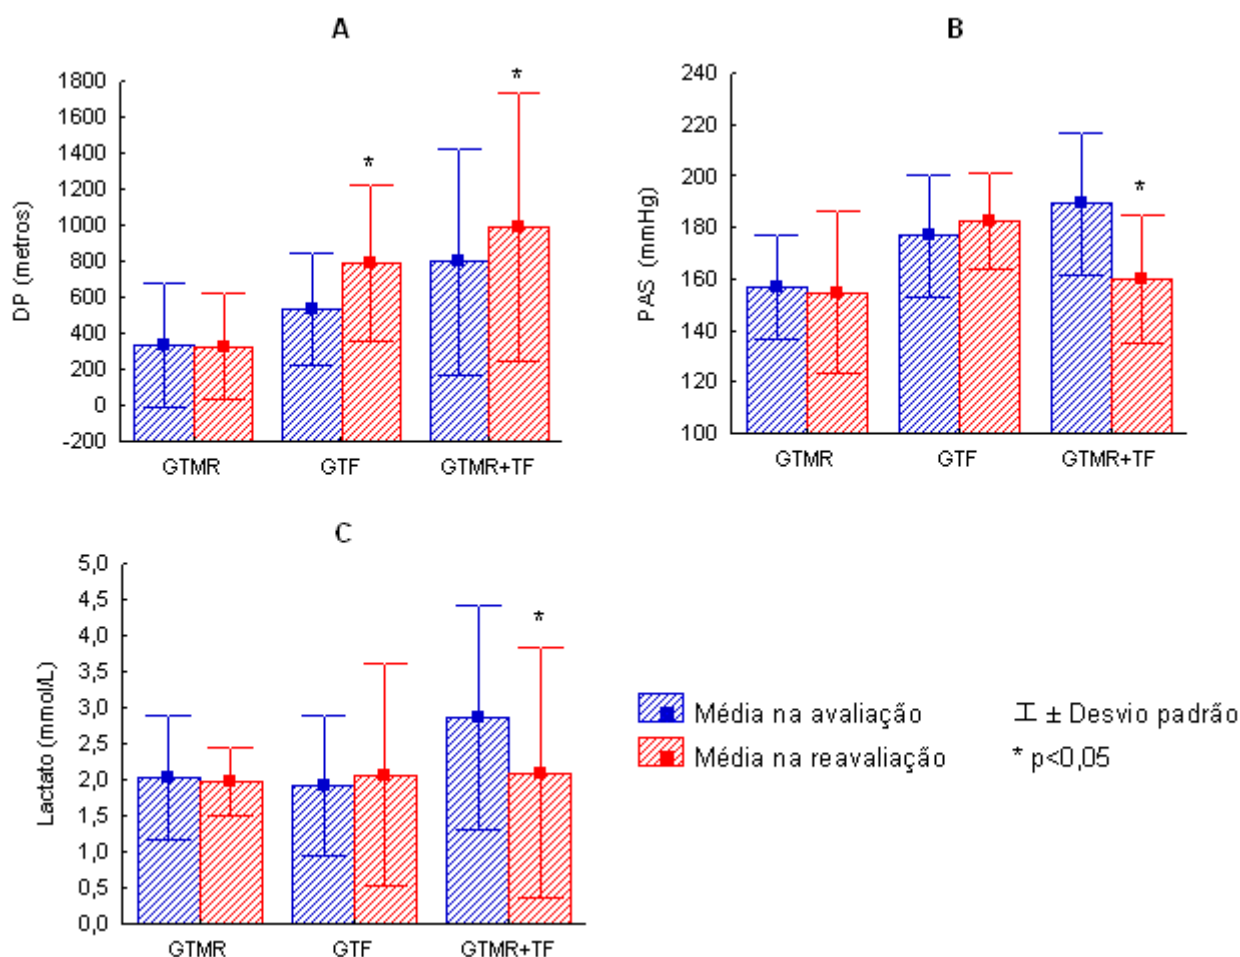 A
DP (metros)
1800
1600
1400
1200
1000
800
600
400
200
0
-200
*
*
GTMR GTF GTMR+TF
B
PAS (mmHg)
240
220
200
180
160
140
120
100
*
GTMR GTF GTMR+TF
C
Lactato (mmol/L)
5,0
4,5
4,0
3,5
3,0
2,5
2,0
1,5
1,0
0,5
0,0
*
GTMR GTF GTMR+TF
Média na avaliação
± Desvio padrão
Média na reavaliação
* p<0,05